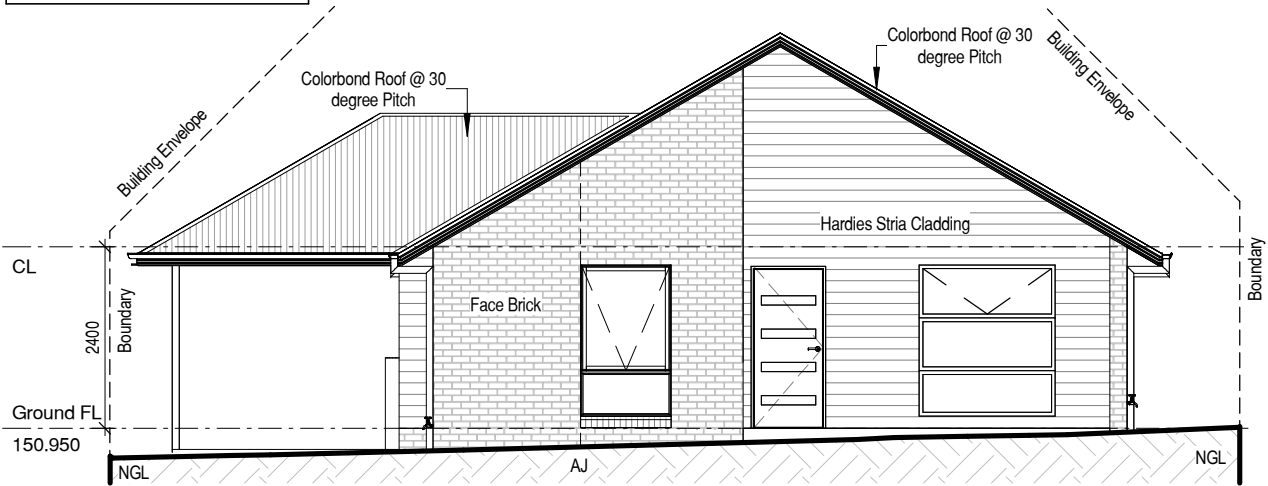 Colorbond Roof @ 30
degree Pitch
Colorbond Roof @ 30
degree Pitch
Building Envelope
Building Envelope
Hardies Stria Cladding
CL
Boundary
Boundary
2400
Face Brick
Ground FL
150.950
NGL
AJ
NGL